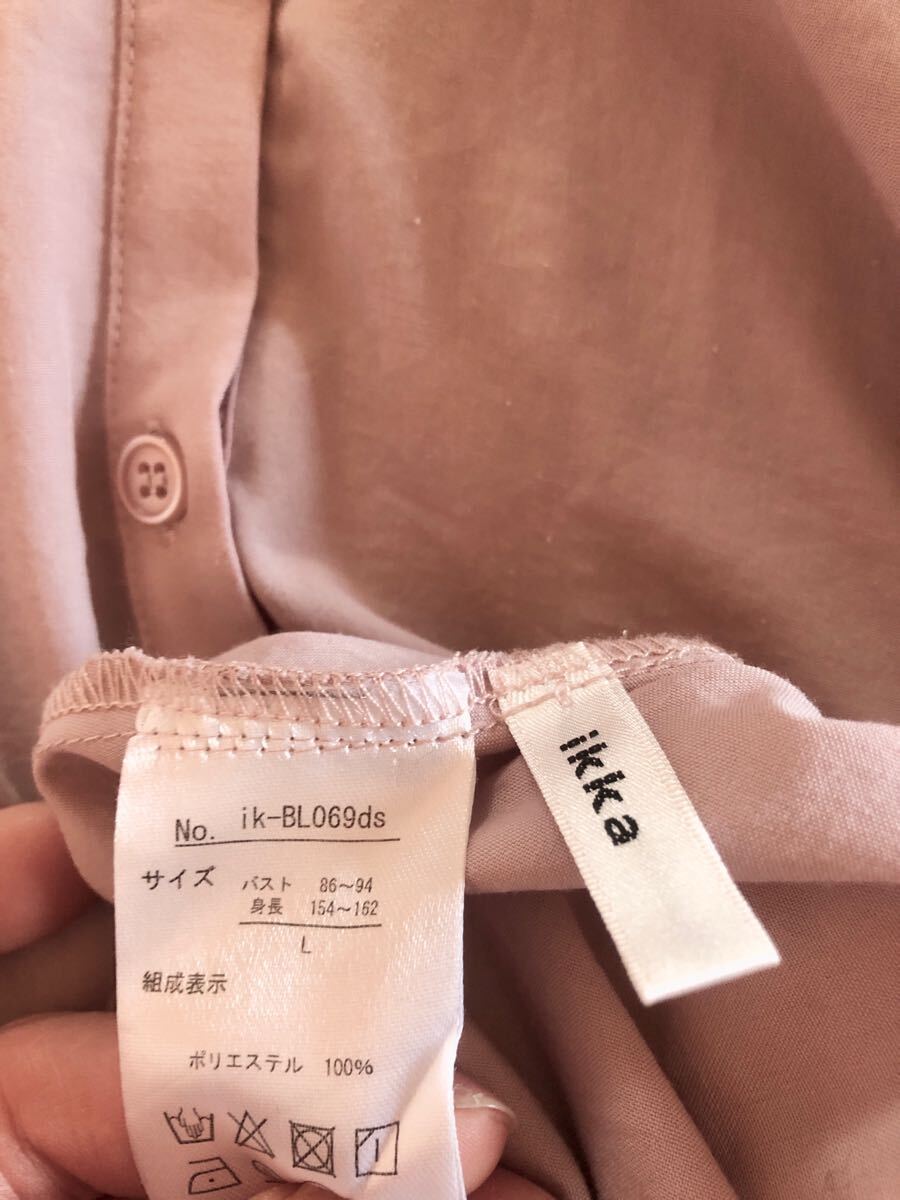 No. ik-BL069ds
サイズ バスト 86〜94
身長 154〜162
L
組成表示
ポリエステル 100%
ikka